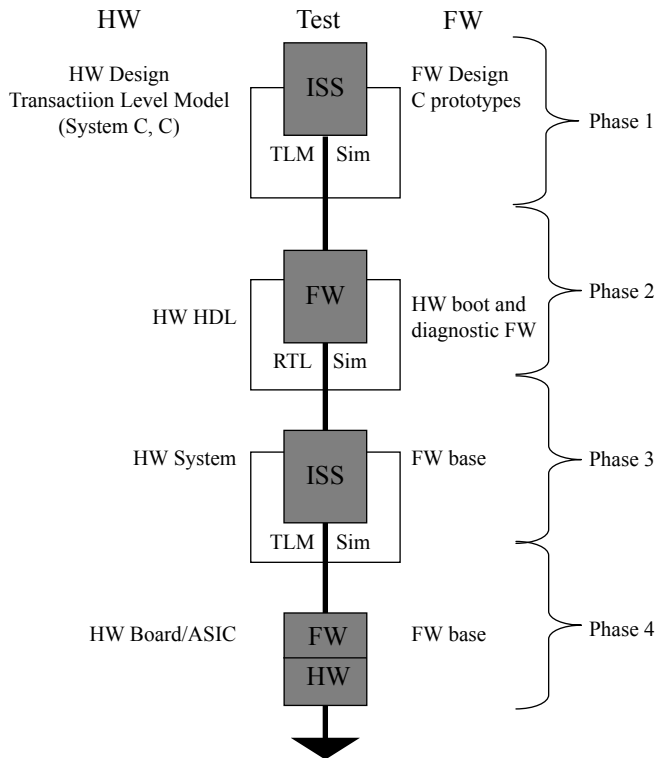 HW Test FW
HW Design
Transactiion Level Model
(System C, C)
ISS
TLM Sim
FW Design
C prototypes
Phase 1
HW HDL
FW
RTL Sim
HW boot and
diagnostic FW
Phase 2
HW System
ISS
TLM Sim
FW base
Phase 3
HW Board/ASIC
FW
HW
FW base
Phase 4